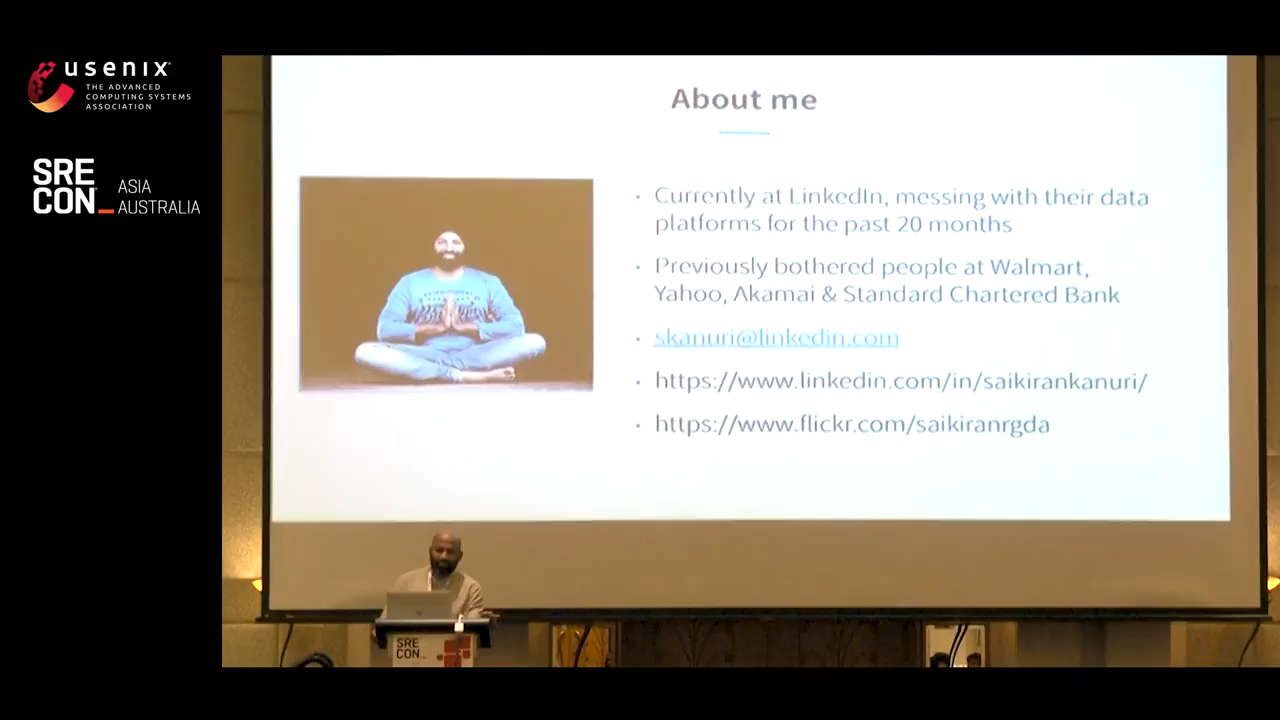 usenix
THE ADVANCED
COMPUTING SYSTEMS
ASSOCIATION
SRE
CON
ASIA
AUSTRALIA
About me
• Currently at LinkedIn, messing with their data
platforms for the past 20 months
• Previously bothered people at Walmart,
Yahoo, Akamai & Standard Chartered Bank
• skanuri@linkedin.com
• https://www.linkedin.com/in/saikirankanuri/
• https://www.flickr.com/saikiranrgda
SRE
CON